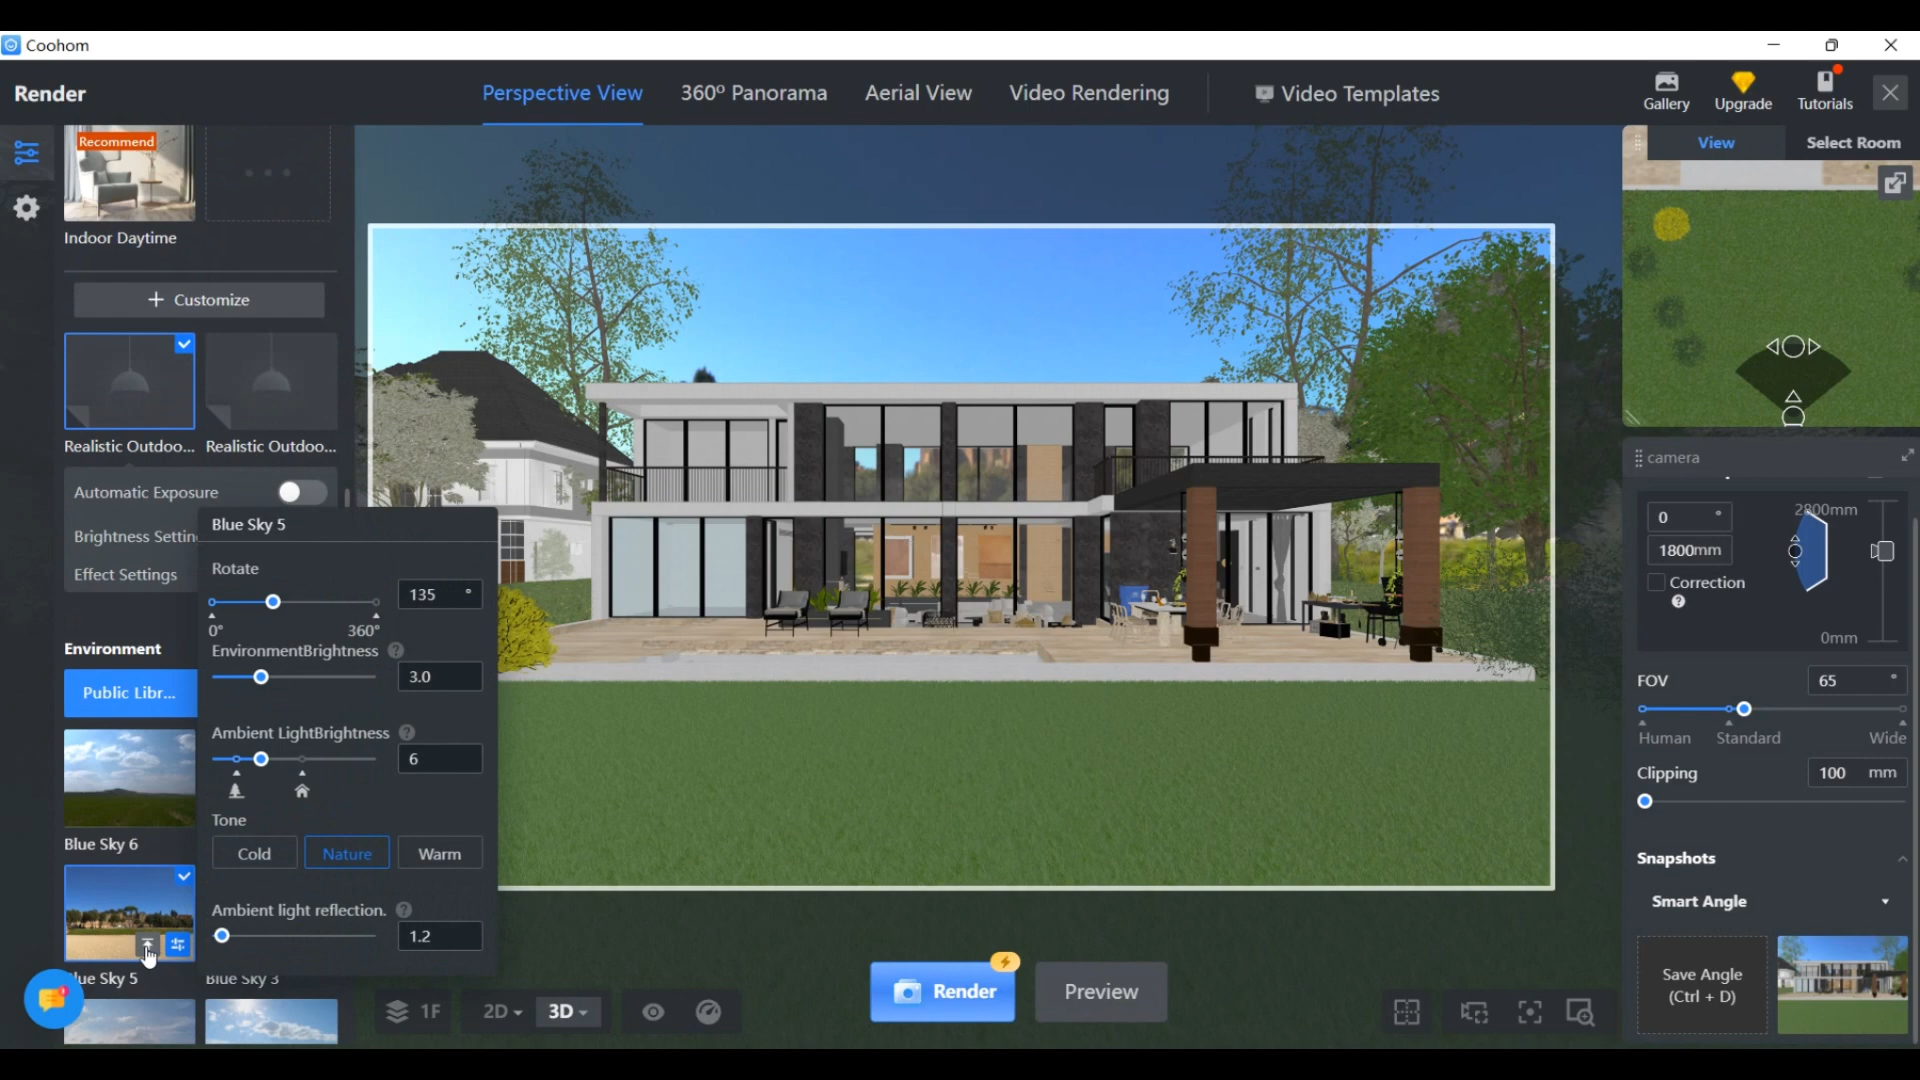 Coohom
Render
Perspective View
360º Panorama
Aerial View
Video Rendering
Video Templates
Gallery
Upgrade
Tutorials
Recommend
Indoor Daytime
+ Customize
Realistic Outdoo...
Realistic Outdoo...
Automatic Exposure
Brightness Settin
Effect Settings
Environment
Public Libr...
Blue Sky 6
lue Sky 5
Blue Sky 3
Blue Sky 5
Rotate
135 °
0° 360°
EnvironmentBrightness ?
3.0
Ambient LightBrightness ?
6
Tone
Cold Nature Warm
Ambient light reflection. ?
1.2
1F
2D
3D
Render
Preview
View
Select Room
camera
0 °
1800mm
Correction
?
2800mm
0mm
FOV
65 °
Human Standard Wide
Clipping
100 mm
Snapshots
Smart Angle
Save Angle
(Ctrl + D)